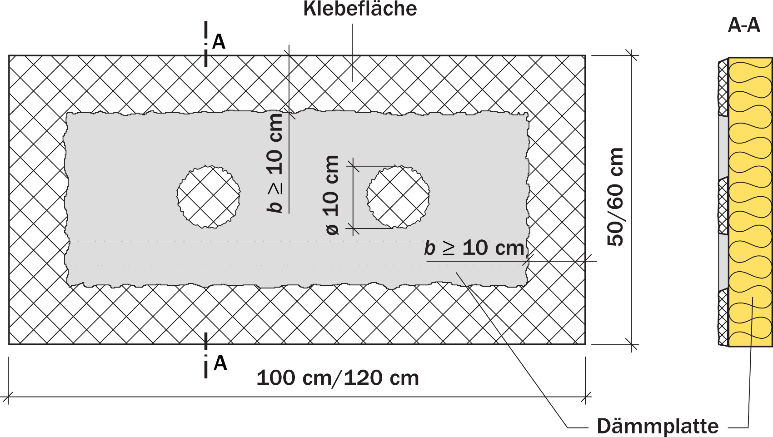 Klebefläche
A
A-A
b ≥ 10 cm
ø 10 cm
50/60 cm
b ≥ 10 cm
A
100 cm/120 cm
Dämmplatte